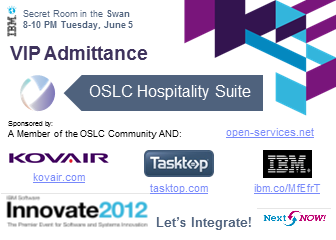 IBM
Secret Room in the Swan
8-10 PM Tuesday, June 5
VIP Admittance
OSLC Hospitality Suite
Sponsored by:
A Member of the OSLC Community AND:
open-services.net
KOVAIR
Tasktop
IBM
kovair.com
tasktop.com
ibm.co/MfEfrT
IBM Software
Innovate2012
The Premier Event for Software and Systems Innovation
Let's Integrate!
Next NOW!